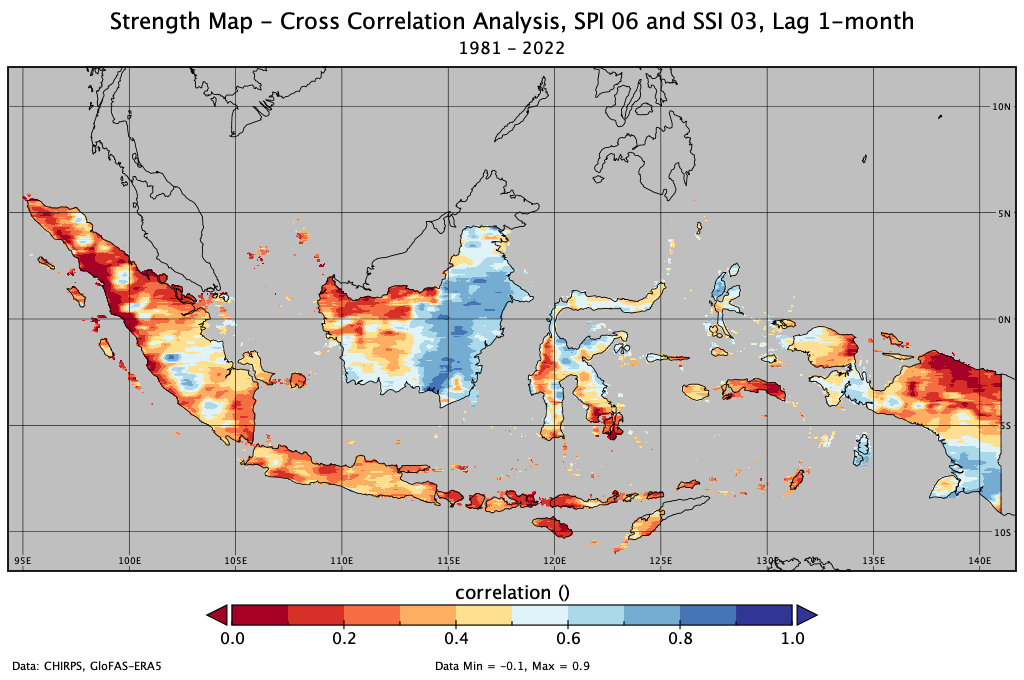 Strength Map – Cross Correlation Analysis, SPI 06 and SSI 03, Lag 1–month
1981 – 2022
10N
5N
0N
5S
10S
95E 100E 105E 110E 115E 120E 125E 130E 135E 140E
correlation ()
0.0 0.2 0.4 0.6 0.8 1.0
Data: CHIRPS, GloFAS–ERA5 Data Min = –0.1, Max = 0.9